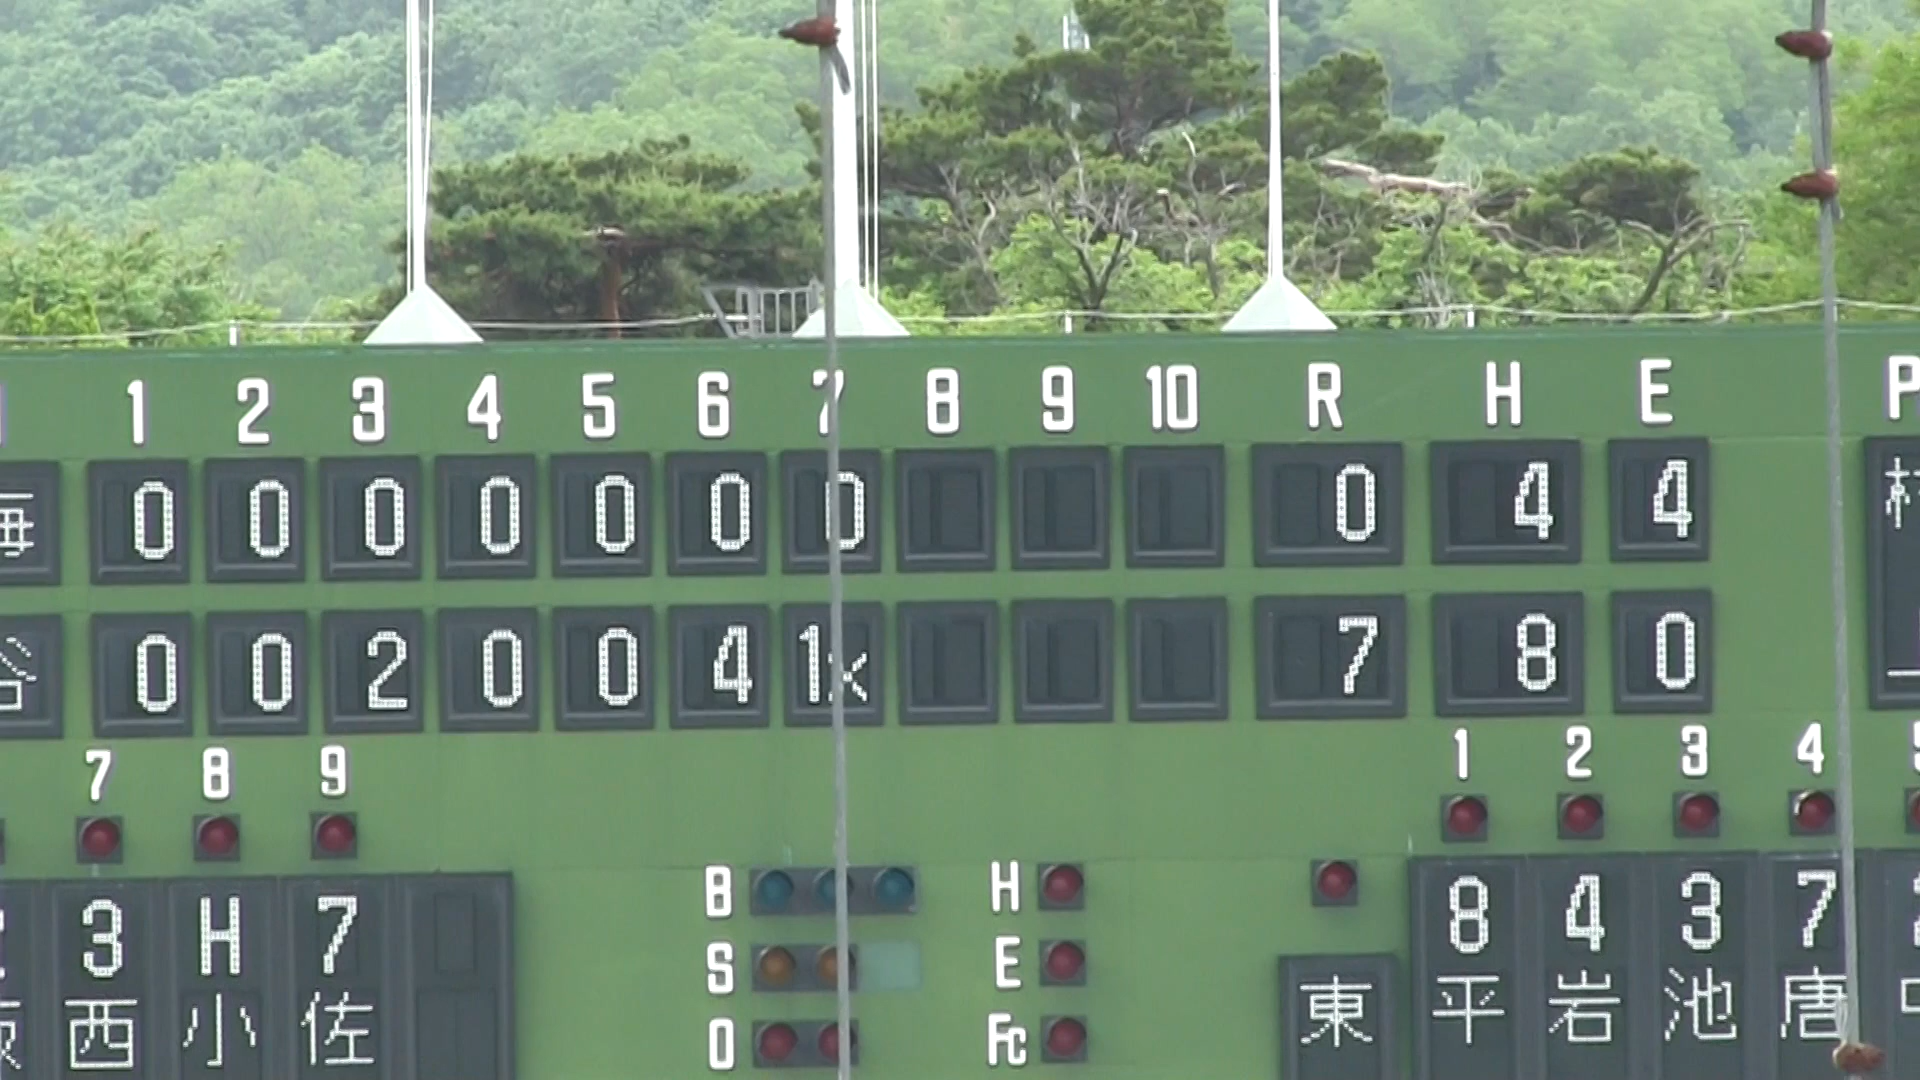 1 2 3 4 5 6 7 8 9 10 R H E P
海 0 0 0 0 0 0 0 0 4 4
谷 0 0 2 0 0 4 1x 7 8 0
7 8 9 1 2 3 4
B H
3 H 7 8 4 3 7
S E
西 小 佐 東 平 岩 池 唐
O Fc